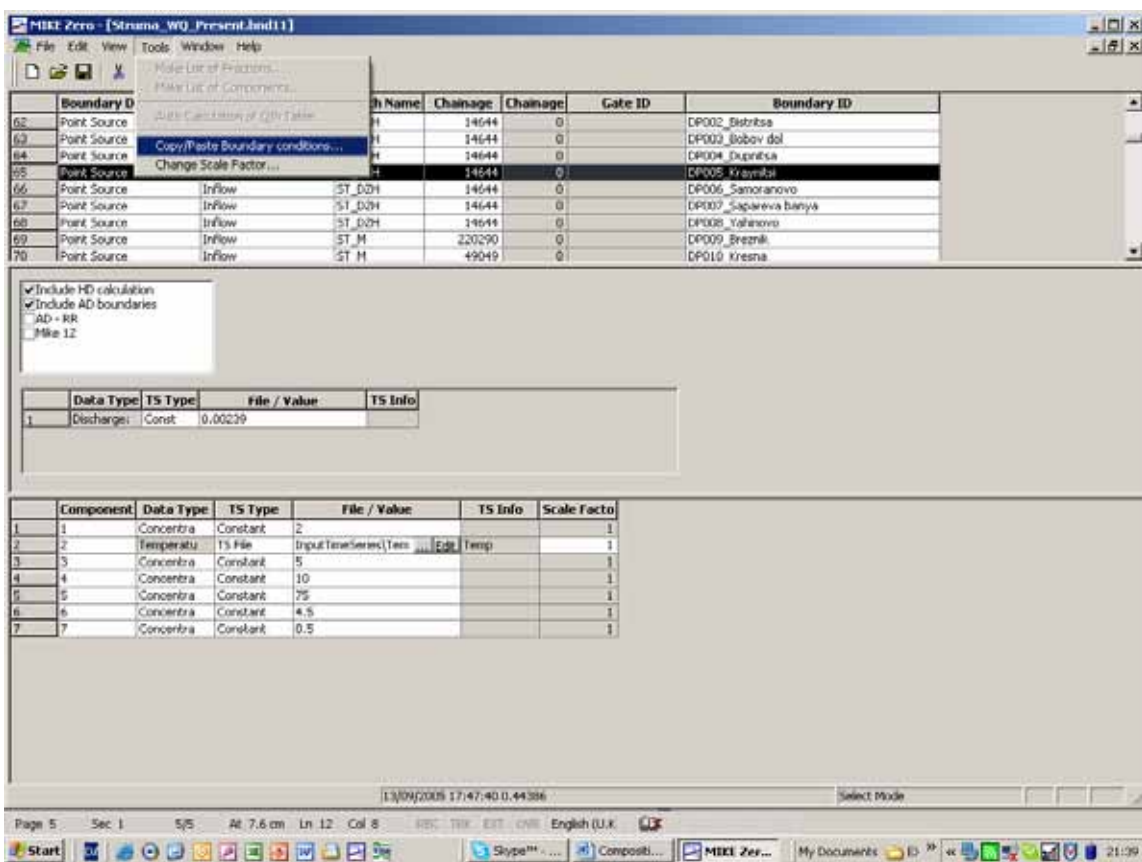 MIKE Zero - [Struma_WQ_Present.bnd11]
File Edit View Tools Window Help
Make List of Fractions...
Make List of Components...
Auto Calculation of Q/h Table
Copy/Paste Boundary conditions...
Change Scale Factor...
Boundary D h Name Chainage Chainage Gate ID Boundary ID
62 Point Source H 14644 0 DP002_Bistritsa
63 Point Source H 14644 0 DP003_Bobov dol
64 Point Source H 14644 0 DP004_Dupnitsa
65 Point Source H 14644 0 DP005_Kraynitsi
66 Point Source Inflow ST_DZH 14644 0 DP006_Samoranovo
67 Point Source Inflow ST_DZH 14644 0 DP007_Sapareva banya
68 Point Source Inflow ST_DZH 14644 0 DP008_Yahinovo
69 Point Source Inflow ST_M 220290 0 DP009_Breznik
70 Point Source Inflow ST_M 49049 0 DP010_Kresna
Include HD calculation
Include AD boundaries
AD - RR
Mike 12
Data Type TS Type File / Value TS Info
1 Discharge: Const 0.00239
Component Data Type TS Type File / Value TS Info Scale Facto
1 1 Concentra Constant 2 1
2 2 Temperatu TS File InputTimeSeries\Tem ... Edit Temp 1
3 3 Concentra Constant 5 1
4 4 Concentra Constant 10 1
5 5 Concentra Constant 75 1
6 6 Concentra Constant 4.5 1
7 7 Concentra Constant 0.5 1
13/09/2005 17:47:40 0.44386 Select Mode
Page 5 Sec 1 5/5 At 7.6 cm Ln 12 Col 8 REC TRK EXT OVR English (U.K
Start Skype™ - ... Compositi... MIKE Zer... My Documents » « 21:39